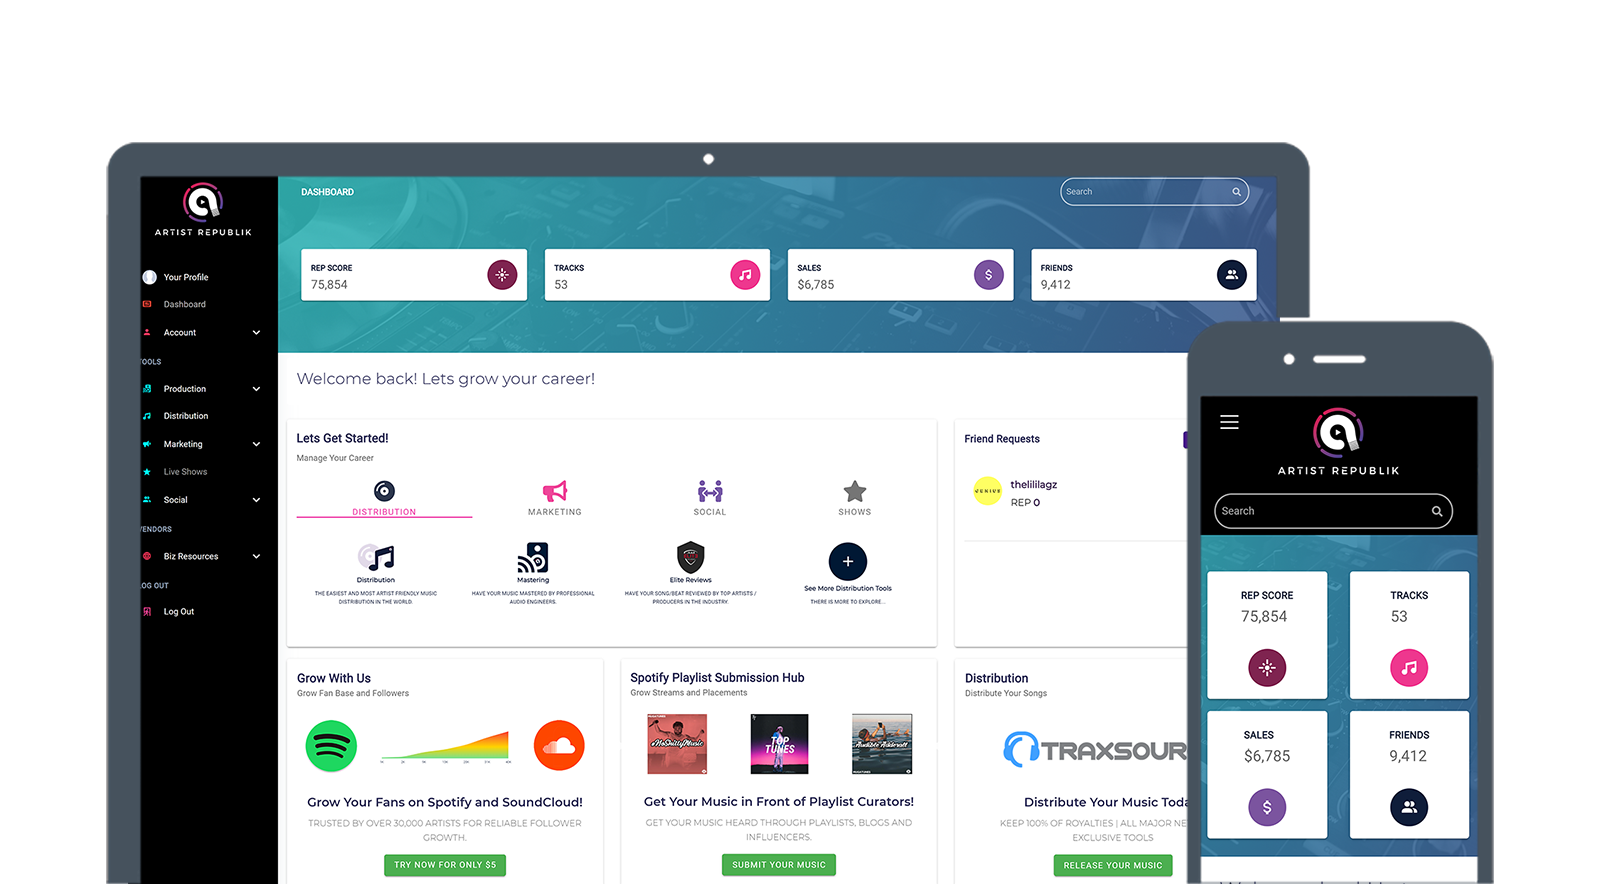 ARTIST REPUBLIK
Your Profile
Dashboard
Account
TOOLS
Production
Distribution
Marketing
Live Shows
Social
VENDORS
Biz Resources
LOG OUT
Log Out
DASHBOARD
Search
REP SCORE
75,854
TRACKS
53
SALES
$6,785
FRIENDS
9,412
Welcome back! Lets grow your career!
Lets Get Started!
Manage Your Career
DISTRIBUTION
MARKETING
SOCIAL
SHOWS
Distribution
THE EASIEST AND MOST ARTIST FRIENDLY MUSIC
DISTRIBUTION IN THE WORLD.
Mastering
HAVE YOUR MUSIC MASTERED BY PROFESSIONAL
AUDIO ENGINEERS.
Elite Reviews
HAVE YOUR SONG/BEAT REVIEWED BY TOP ARTISTS /
PRODUCERS IN THE INDUSTRY.
See More Distribution Tools
THERE IS MORE TO EXPLORE...
Friend Requests
JUNIUS
thelililagz
REP 0
Grow With Us
Grow Fan Base and Followers
Grow Your Fans on Spotify and SoundCloud!
TRUSTED BY OVER 30,000 ARTISTS FOR RELIABLE FOLLOWER
GROWTH.
TRY NOW FOR ONLY $5
Spotify Playlist Submission Hub
Grow Streams and Placements
#NoShittyMusic
TOP
TUNES
Audible Adderall
Get Your Music in Front of Playlist Curators!
GET YOUR MUSIC HEARD THROUGH PLAYLISTS, BLOGS AND
INFLUENCERS.
SUBMIT YOUR MUSIC
Distribution
Distribute Your Songs
TRAXSOUR
Distribute Your Music Toda
KEEP 100% OF ROYALTIES | ALL MAJOR NE
EXCLUSIVE TOOLS
RELEASE YOUR MUSIC
ARTIST REPUBLIK
Search
REP SCORE
75,854
TRACKS
53
SALES
$6,785
FRIENDS
9,412